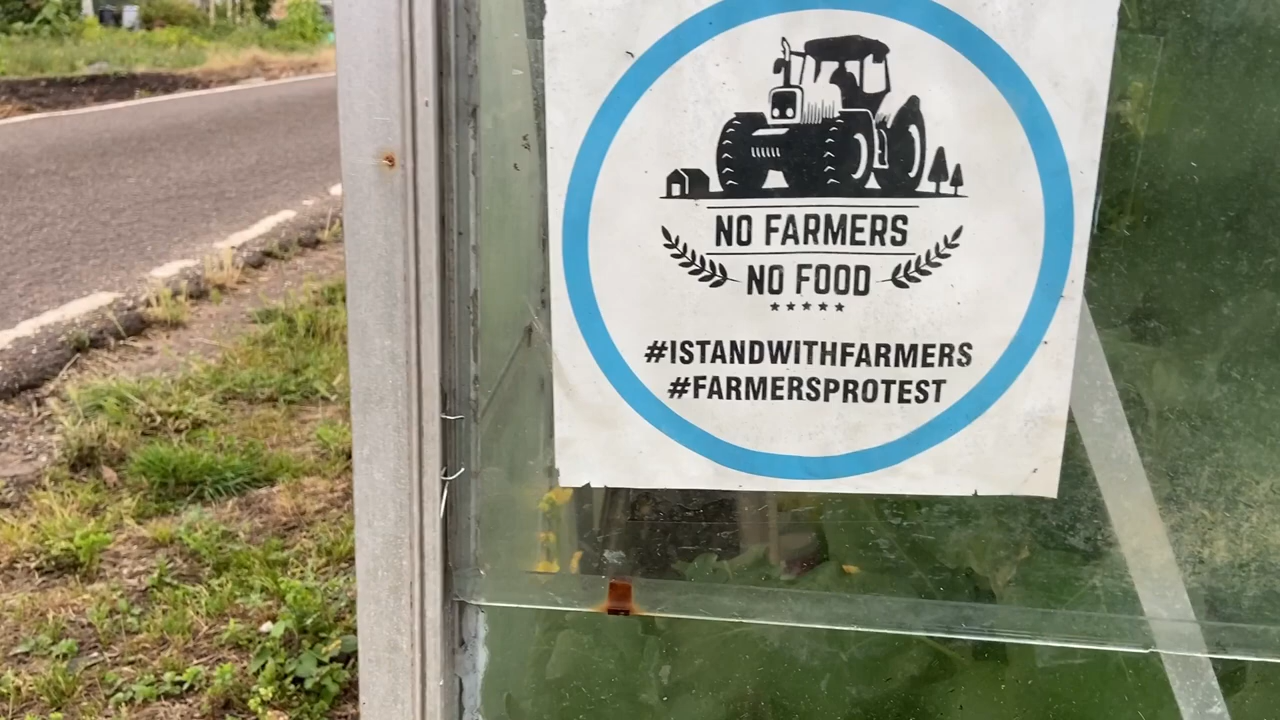 NO FARMERS
NO FOOD
#ISTANDWITHFARMERS
#FARMERSPROTEST